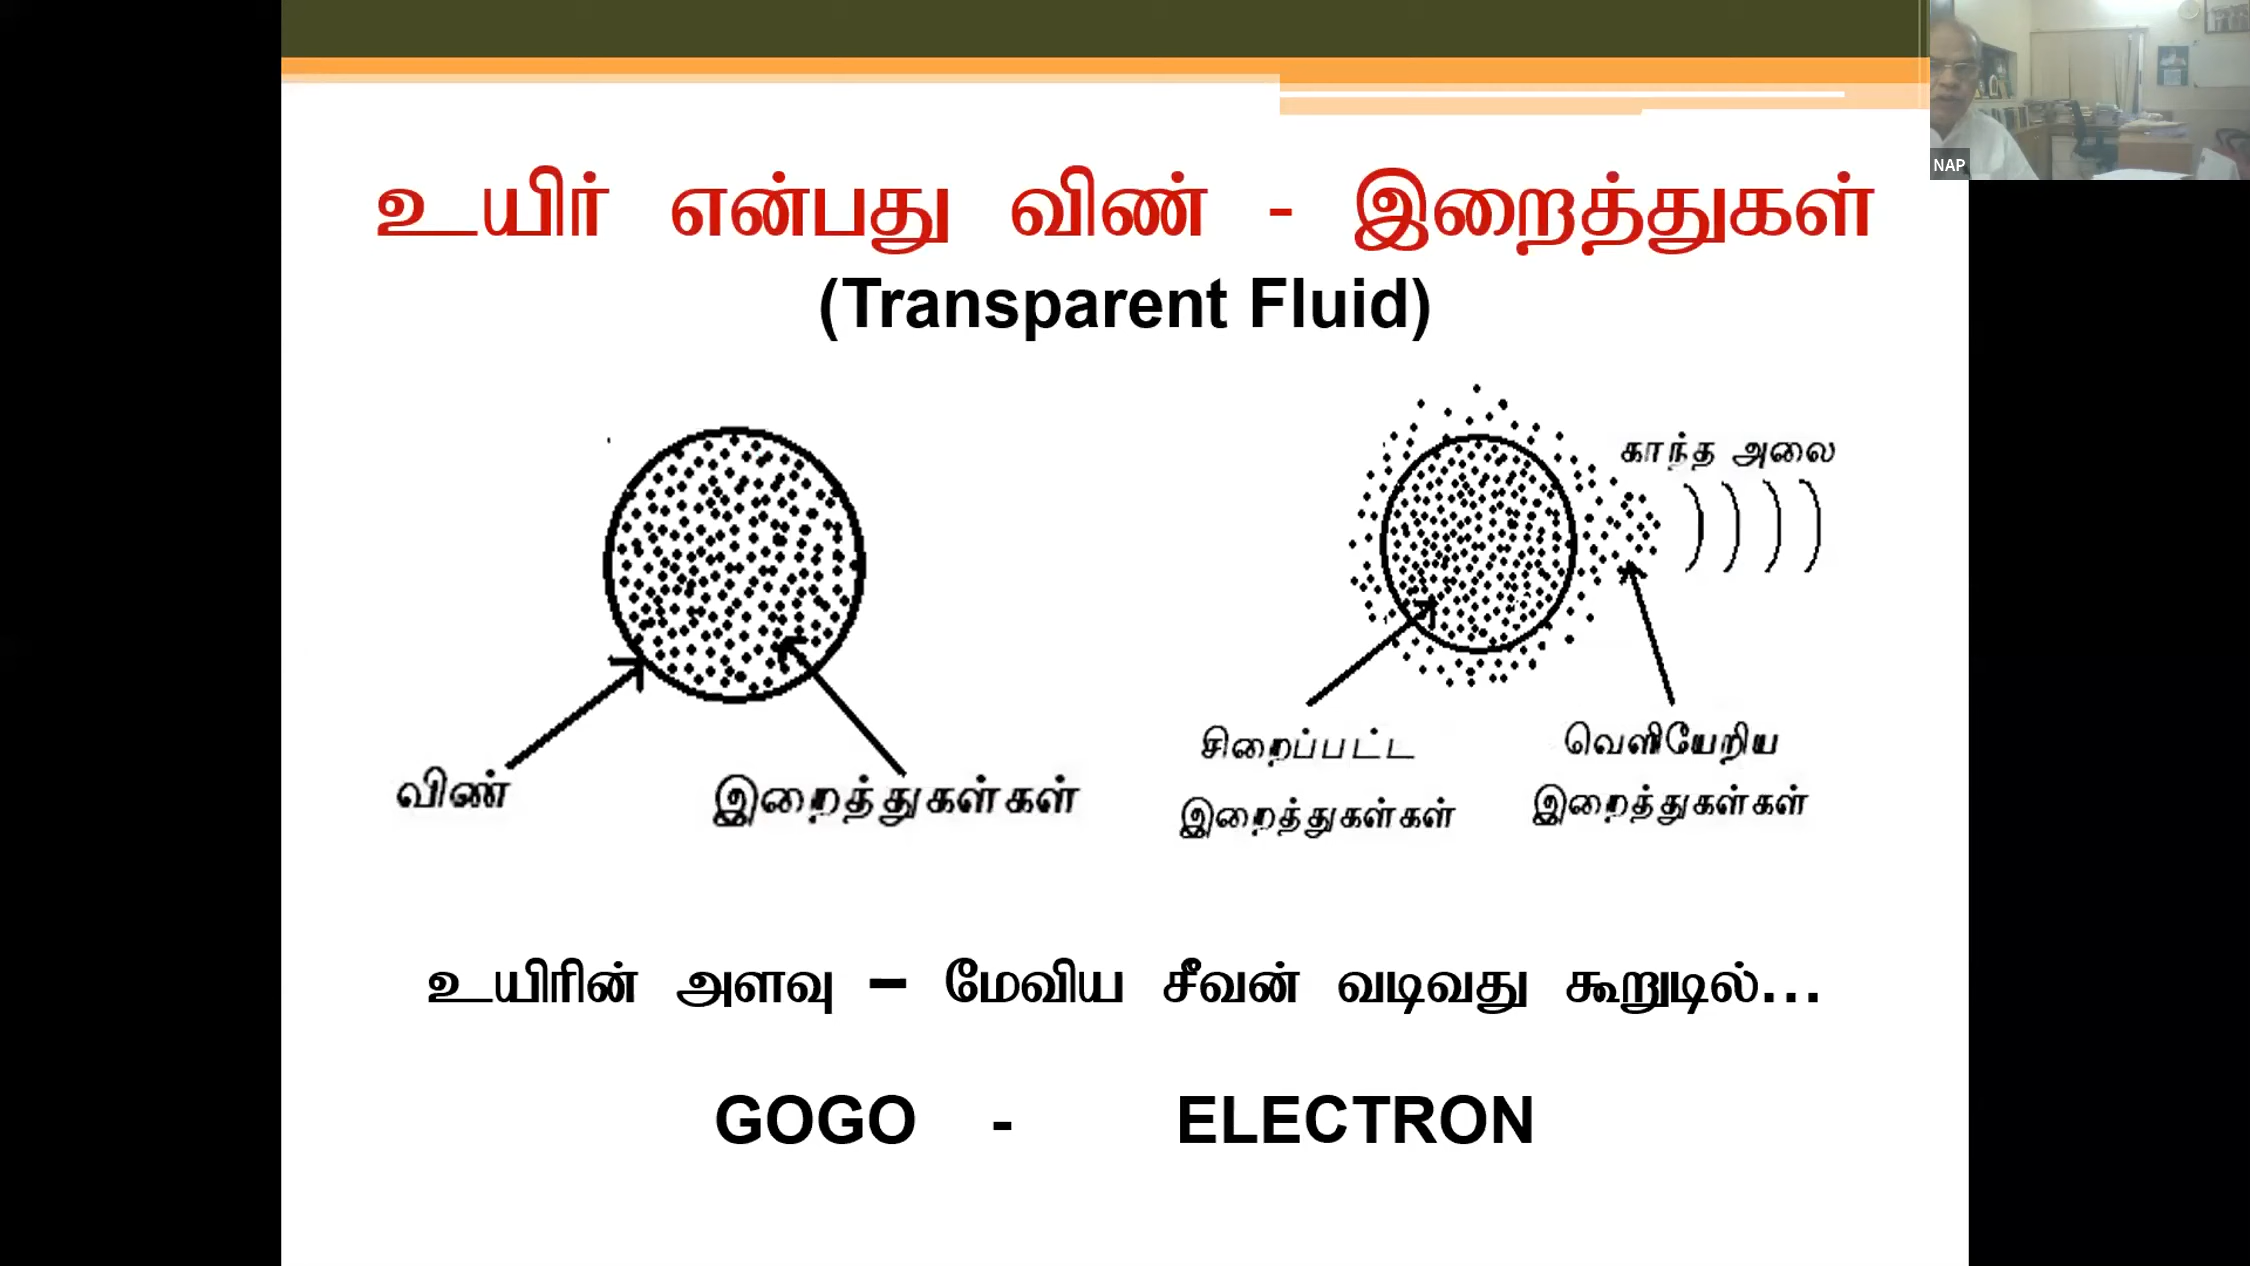 NAP
உயிர் என்பது விண் - இறைத்துகள்
(Transparent Fluid)
காந்த அலை
விண்
இறைத்துகள்கள்
சிறைப்பட்ட
இறைத்துகள்கள்
வெளியேறிய
இறைத்துகள்கள்
உயிரின் அளவு – மேவிய சீவன் வடிவது கூறுடில்...
GOGO - ELECTRON